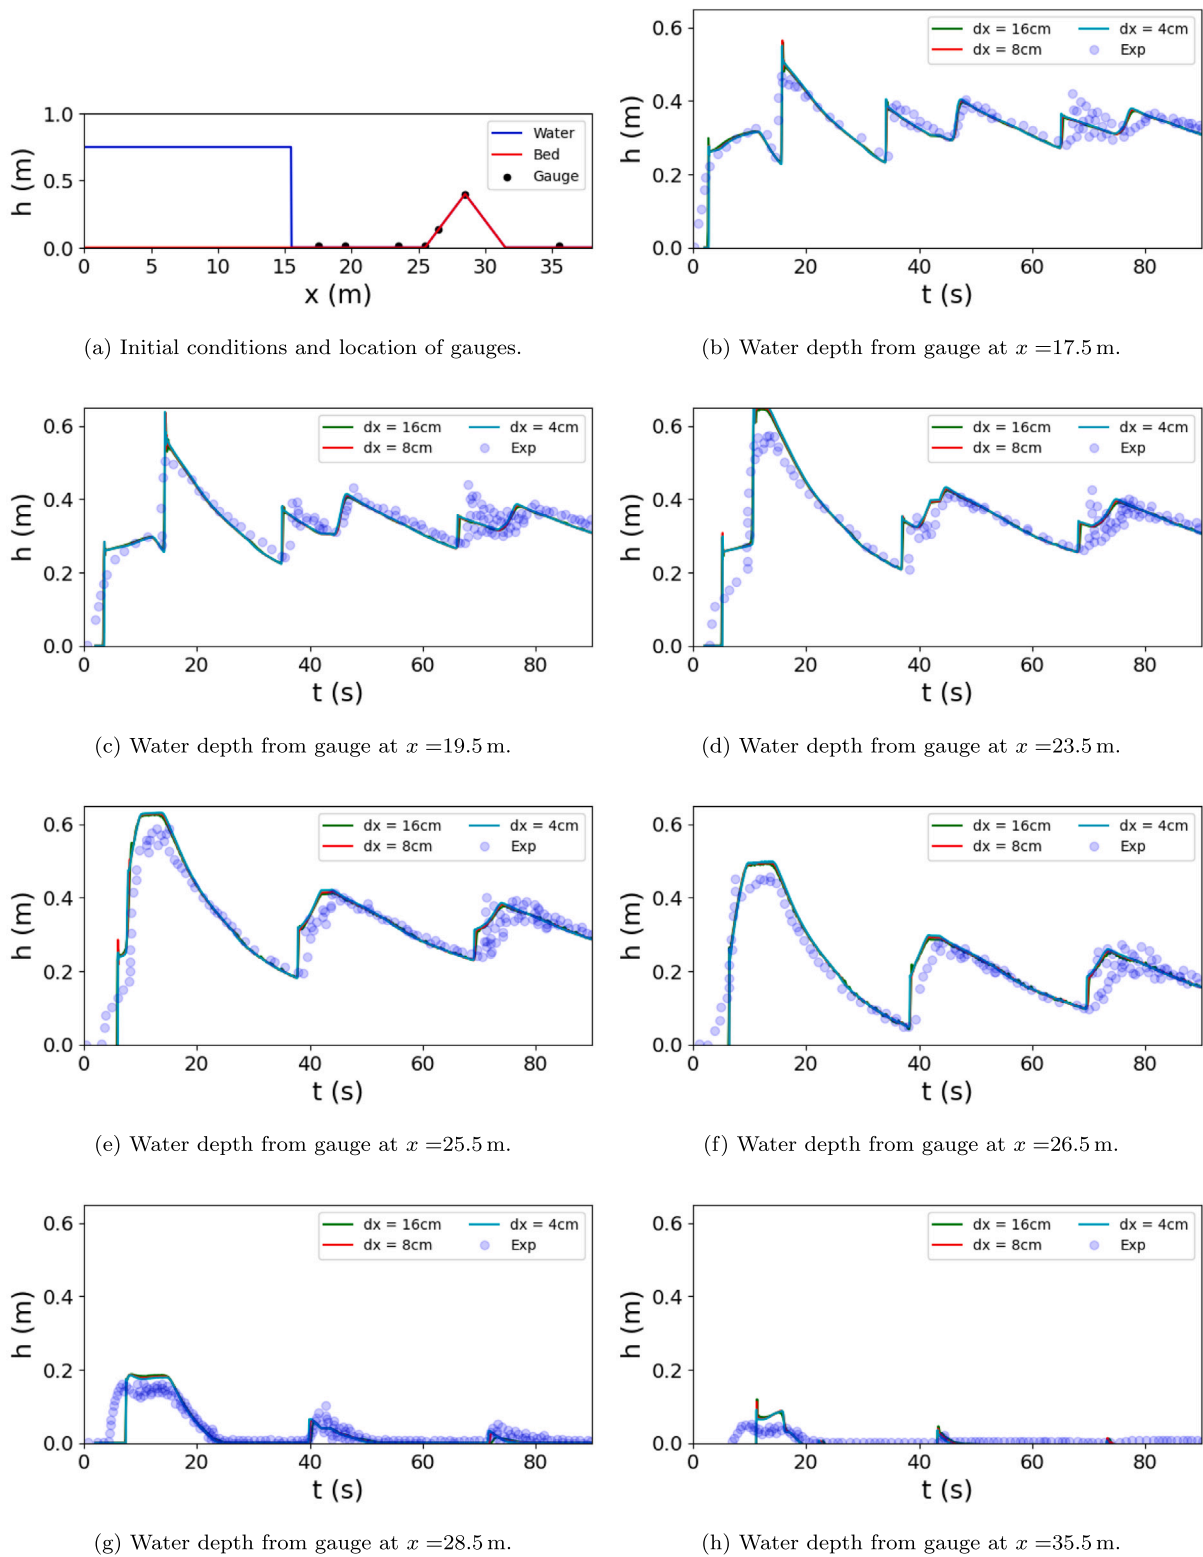 1.0
0.5
0.0
h (m)
Water
Bed
Gauge
0 5 10 15 20 25 30 35
x (m)
(a) Initial conditions and location of gauges.
0.6
0.4
0.2
0.0
h (m)
dx = 16cm dx = 4cm
dx = 8cm Exp
0 20 40 60 80
t (s)
(b) Water depth from gauge at x =17.5 m.
0.6
0.4
0.2
0.0
h (m)
dx = 16cm dx = 4cm
dx = 8cm Exp
0 20 40 60 80
t (s)
(c) Water depth from gauge at x =19.5 m.
0.6
0.4
0.2
0.0
h (m)
dx = 16cm dx = 4cm
dx = 8cm Exp
0 20 40 60 80
t (s)
(d) Water depth from gauge at x =23.5 m.
0.6
0.4
0.2
0.0
h (m)
dx = 16cm dx = 4cm
dx = 8cm Exp
0 20 40 60 80
t (s)
(e) Water depth from gauge at x =25.5 m.
0.6
0.4
0.2
0.0
h (m)
dx = 16cm dx = 4cm
dx = 8cm Exp
0 20 40 60 80
t (s)
(f) Water depth from gauge at x =26.5 m.
0.6
0.4
0.2
0.0
h (m)
dx = 16cm dx = 4cm
dx = 8cm Exp
0 20 40 60 80
t (s)
(g) Water depth from gauge at x =28.5 m.
0.6
0.4
0.2
0.0
h (m)
dx = 16cm dx = 4cm
dx = 8cm Exp
0 20 40 60 80
t (s)
(h) Water depth from gauge at x =35.5 m.